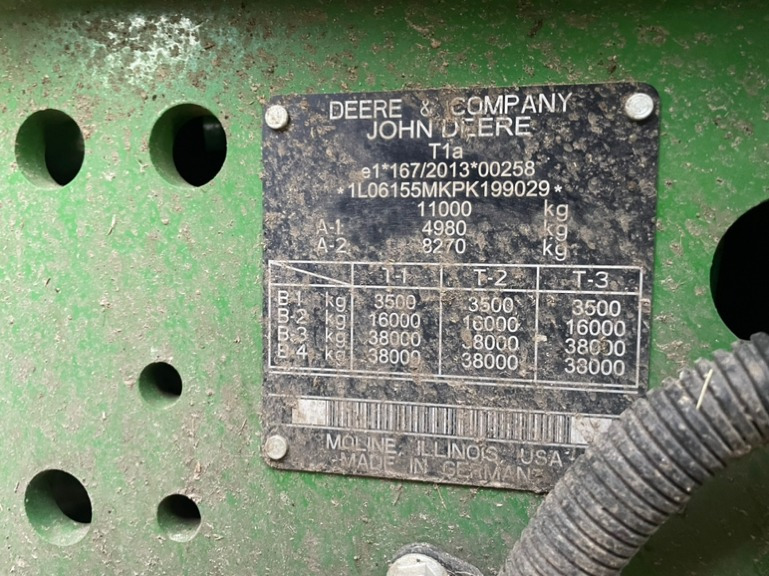 DEERE & COMPANY
JOHN DEERE
T1a
e1*167/2013*00258
*1L06155MKPK199029*
11000 kg
A-1 4980 kg
A-2 8270 kg
T-1 T-2 T-3
B-1 kg 3500 3500 3500
B-2 kg 16000 16000 16000
B-3 kg 38000 38000 38000
B-4 kg 38000 38000 38000
MOLINE, ILLINOIS, USA
MADE IN GERMANY